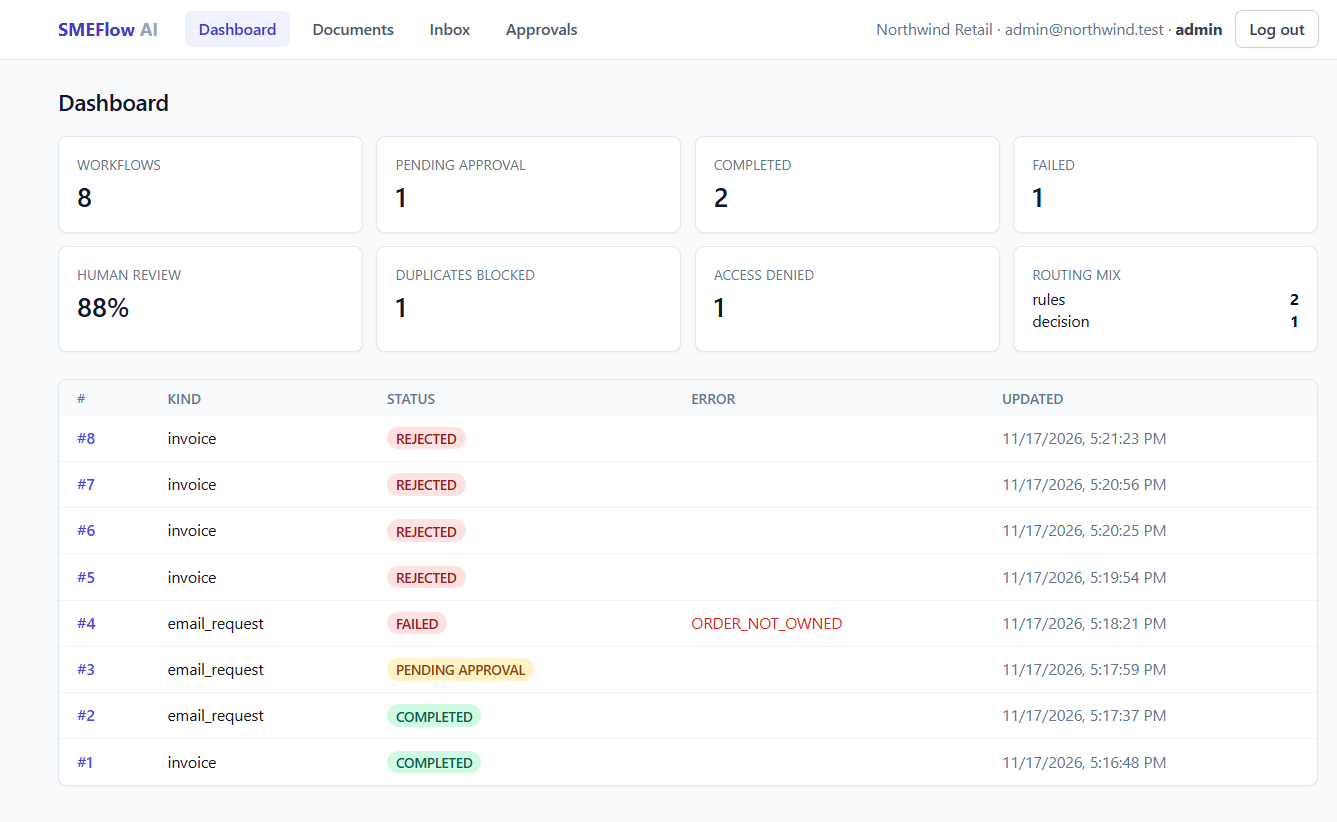 SMEFlow AI Dashboard Documents Inbox Approvals Northwind Retail · admin@northwind.test · admin Log out
Dashboard
WORKFLOWS PENDING APPROVAL COMPLETED FAILED
8 1 2 1
HUMAN REVIEW DUPLICATES BLOCKED ACCESS DENIED ROUTING MIX
88% 1 1
rules 2
decision 1
# KIND STATUS ERROR UPDATED
#8 invoice REJECTED 11/17/2026, 5:21:23 PM
#7 invoice REJECTED 11/17/2026, 5:20:56 PM
#6 invoice REJECTED 11/17/2026, 5:20:25 PM
#5 invoice REJECTED 11/17/2026, 5:19:54 PM
#4 email_request FAILED ORDER_NOT_OWNED 11/17/2026, 5:18:21 PM
#3 email_request PENDING APPROVAL 11/17/2026, 5:17:59 PM
#2 email_request COMPLETED 11/17/2026, 5:17:37 PM
#1 invoice COMPLETED 11/17/2026, 5:16:48 PM